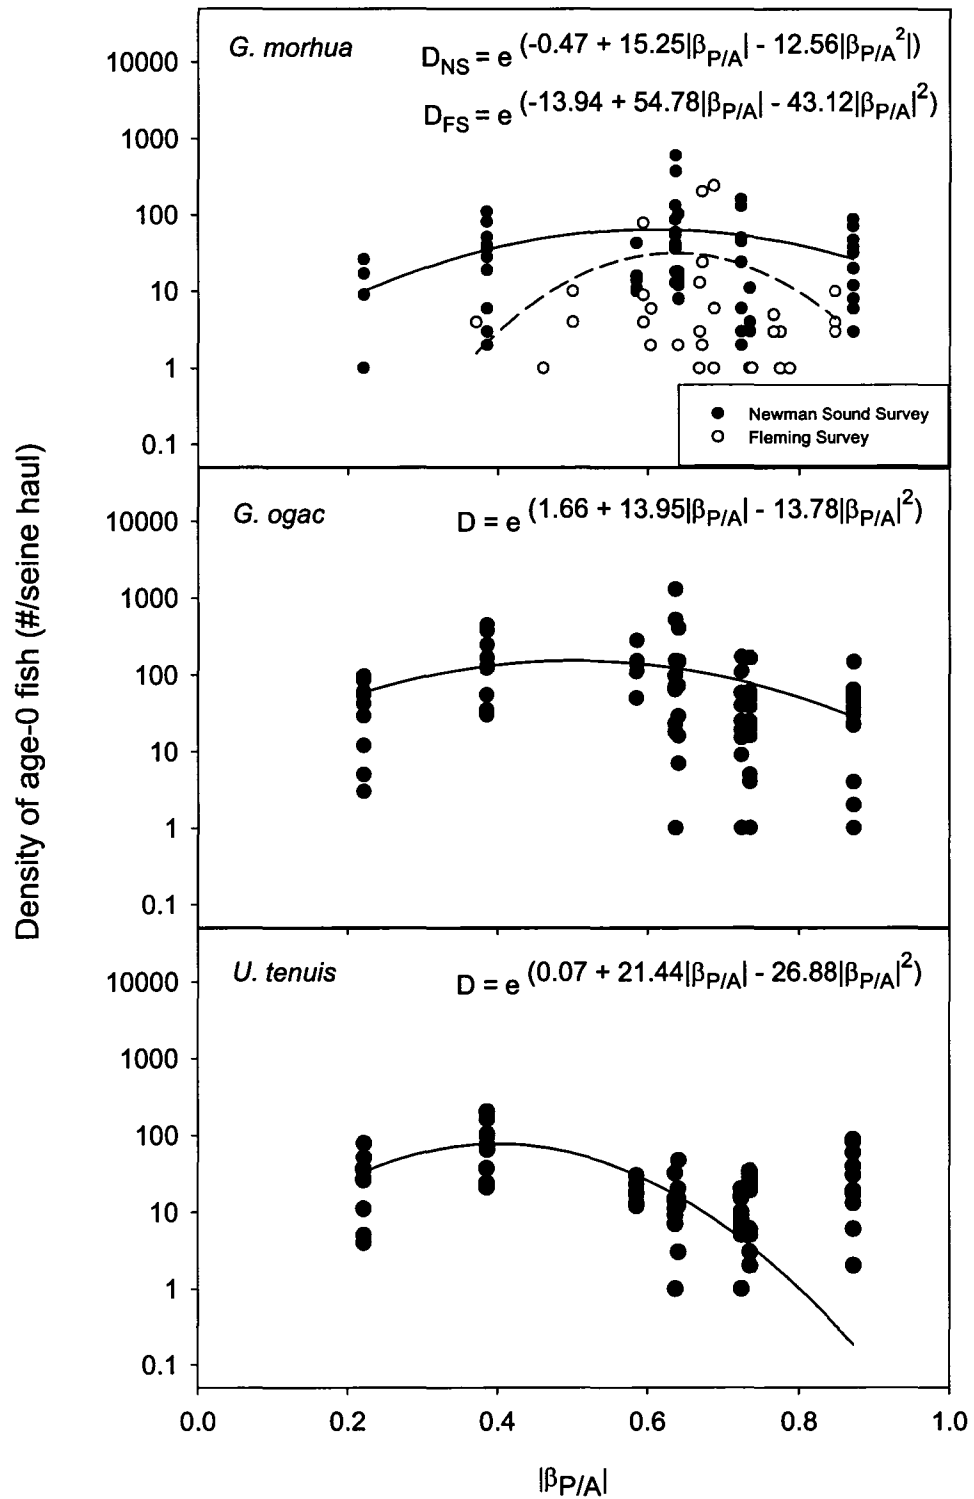 G. morhua
D_NS = e^(-0.47 + 15.25|β_P/A| - 12.56|β_P/A^2|)
D_FS = e^(-13.94 + 54.78|β_P/A| - 43.12|β_P/A|^2)
10000
1000
100
10
1
0.1
Newman Sound Survey
Fleming Survey
G. ogac
D = e^(1.66 + 13.95|β_P/A| - 13.78|β_P/A|^2)
10000
1000
100
10
1
0.1
Density of age-0 fish (#/seine haul)
U. tenuis
D = e^(0.07 + 21.44|β_P/A| - 26.88|β_P/A|^2)
10000
1000
100
10
1
0.1
0.0 0.2 0.4 0.6 0.8 1.0
|β_P/A|